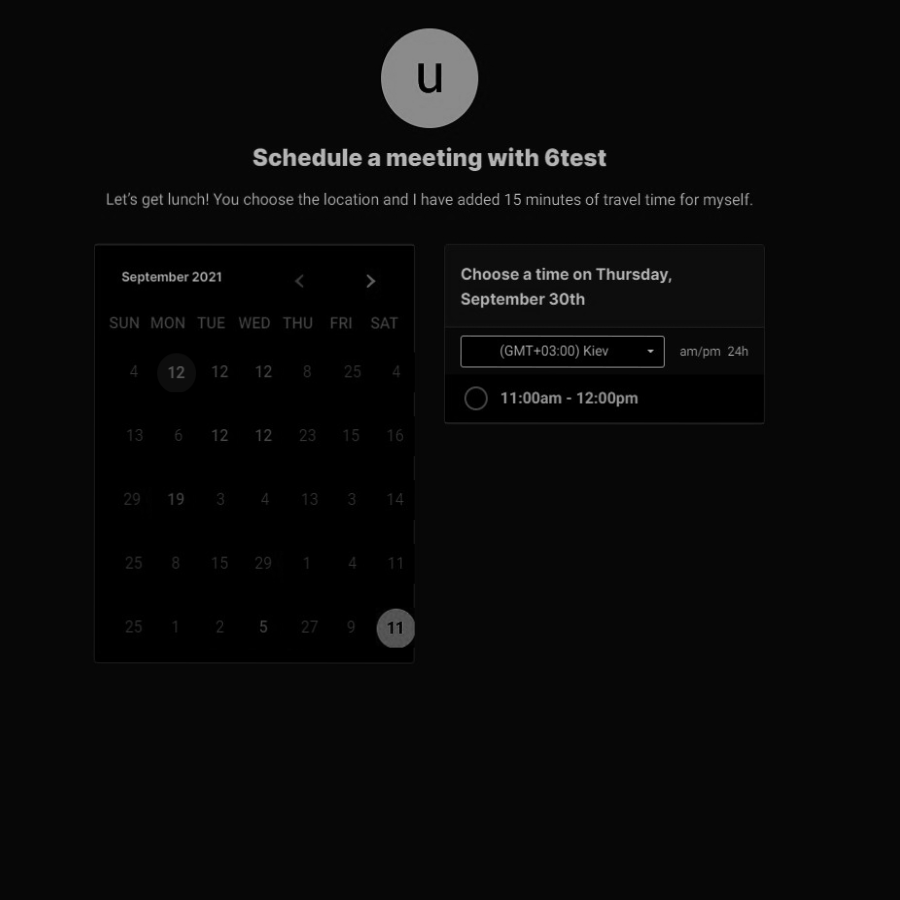 u
Schedule a meeting with 6test
Let's get lunch! You choose the location and I have added 15 minutes of travel time for myself.
September 2021
SUN MON TUE WED THU FRI SAT
4 12 12 12 8 25 4
13 6 12 12 23 15 16
29 19 3 4 13 3 14
25 8 15 29 1 4 11
25 1 2 5 27 9 11
Choose a time on Thursday,
September 30th
(GMT+03:00) Kiev am/pm 24h
11:00am - 12:00pm